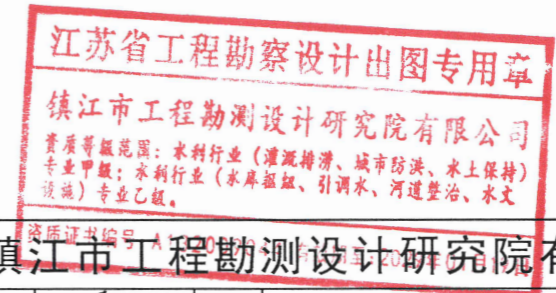 江苏省工程勘察设计出图专用章
镇江市工程勘测设计研究院有限公司
资质等级范围：水利行业（灌溉排涝、城市防洪、水土保持）
专业甲级；水利行业（水库枢纽、引调水、河道整治、水文
设施）专业乙级。
资质证书编号
镇江市工程勘测设计研究院有